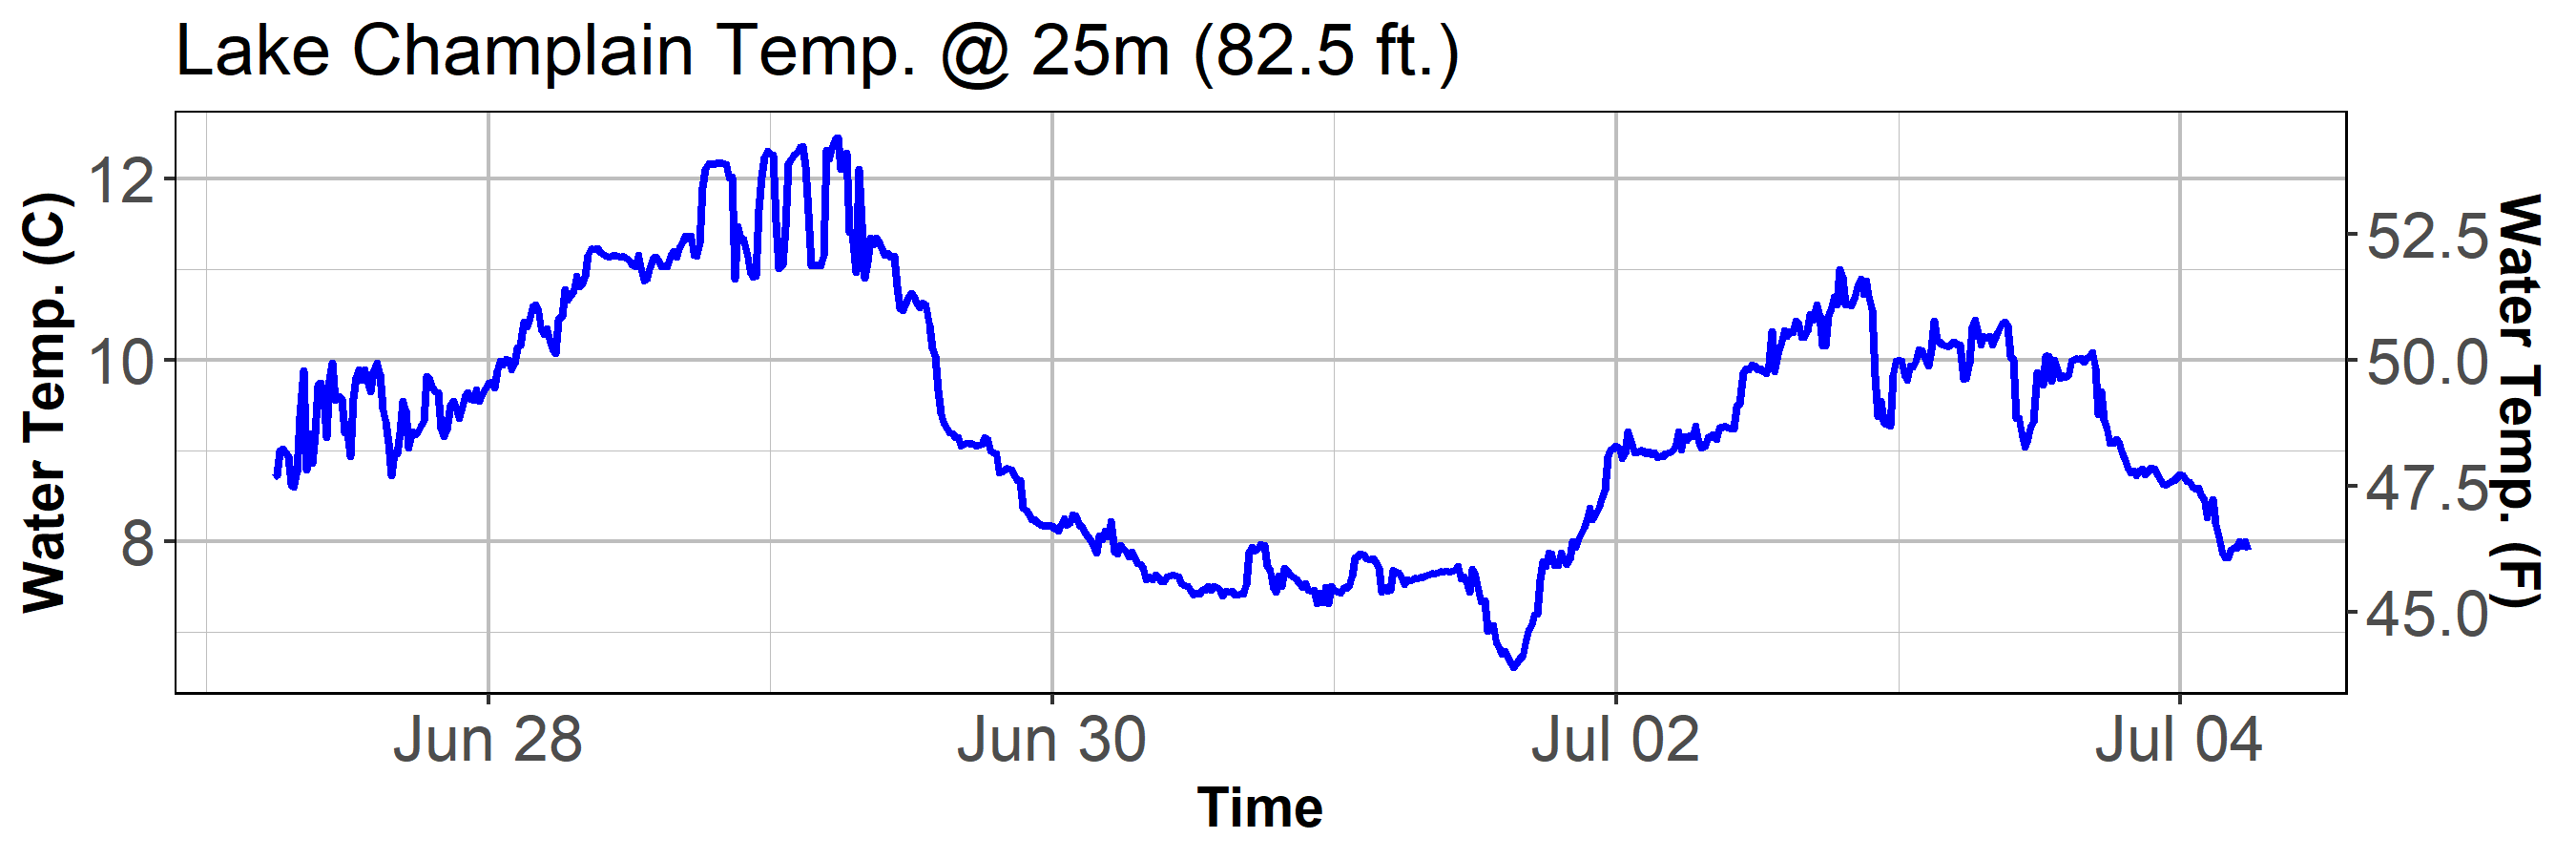 Lake Champlain Temp. @ 25m (82.5 ft.)
Water Temp. (C)
12
10
8
52.5
50.0
47.5
45.0
Water Temp. (F)
Jun 28
Jun 30
Jul 02
Jul 04
Time